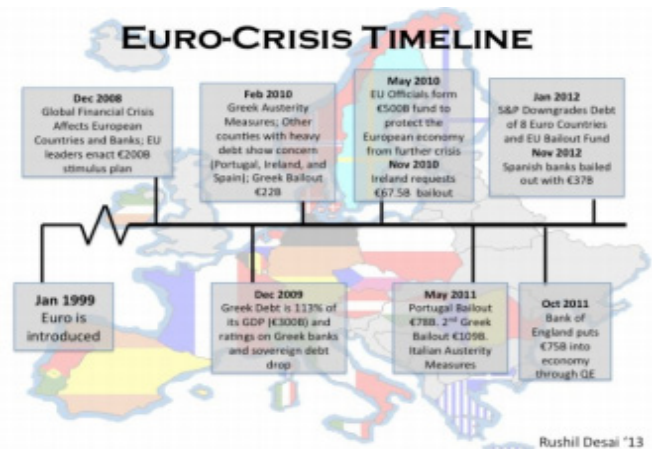 EURO-CRISIS TIMELINE
Dec 2008
Global Financial Crisis
Affects European
Countries and Banks; EU
leaders enact €200B
stimulus plan
Feb 2010
Greek Austerity
Measures; Other
counties with heavy
debt show concern
(Portugal, Ireland, and
Spain); Greek Bailout
€22B
May 2010
EU Officials form
€500B fund to
protect the
European economy
from further crisis
Nov 2010
Ireland requests
€67.5B bailout
Jan 2012
S&P Downgrades Debt
of 8 Euro Countries
and EU Bailout Fund
Nov 2012
Spanish banks bailed
out with €37B
Jan 1999
Euro is
introduced
Dec 2009
Greek Debt is 113% of
its GDP (€300B) and
ratings on Greek banks
and sovereign debt
drop
May 2011
Portugal Bailout
€78B. 2nd Greek
Bailout €109B.
Italian Austerity
Measures
Oct 2011
Bank of
England puts
€75B into
economy
through QE
Rushil Desai '13